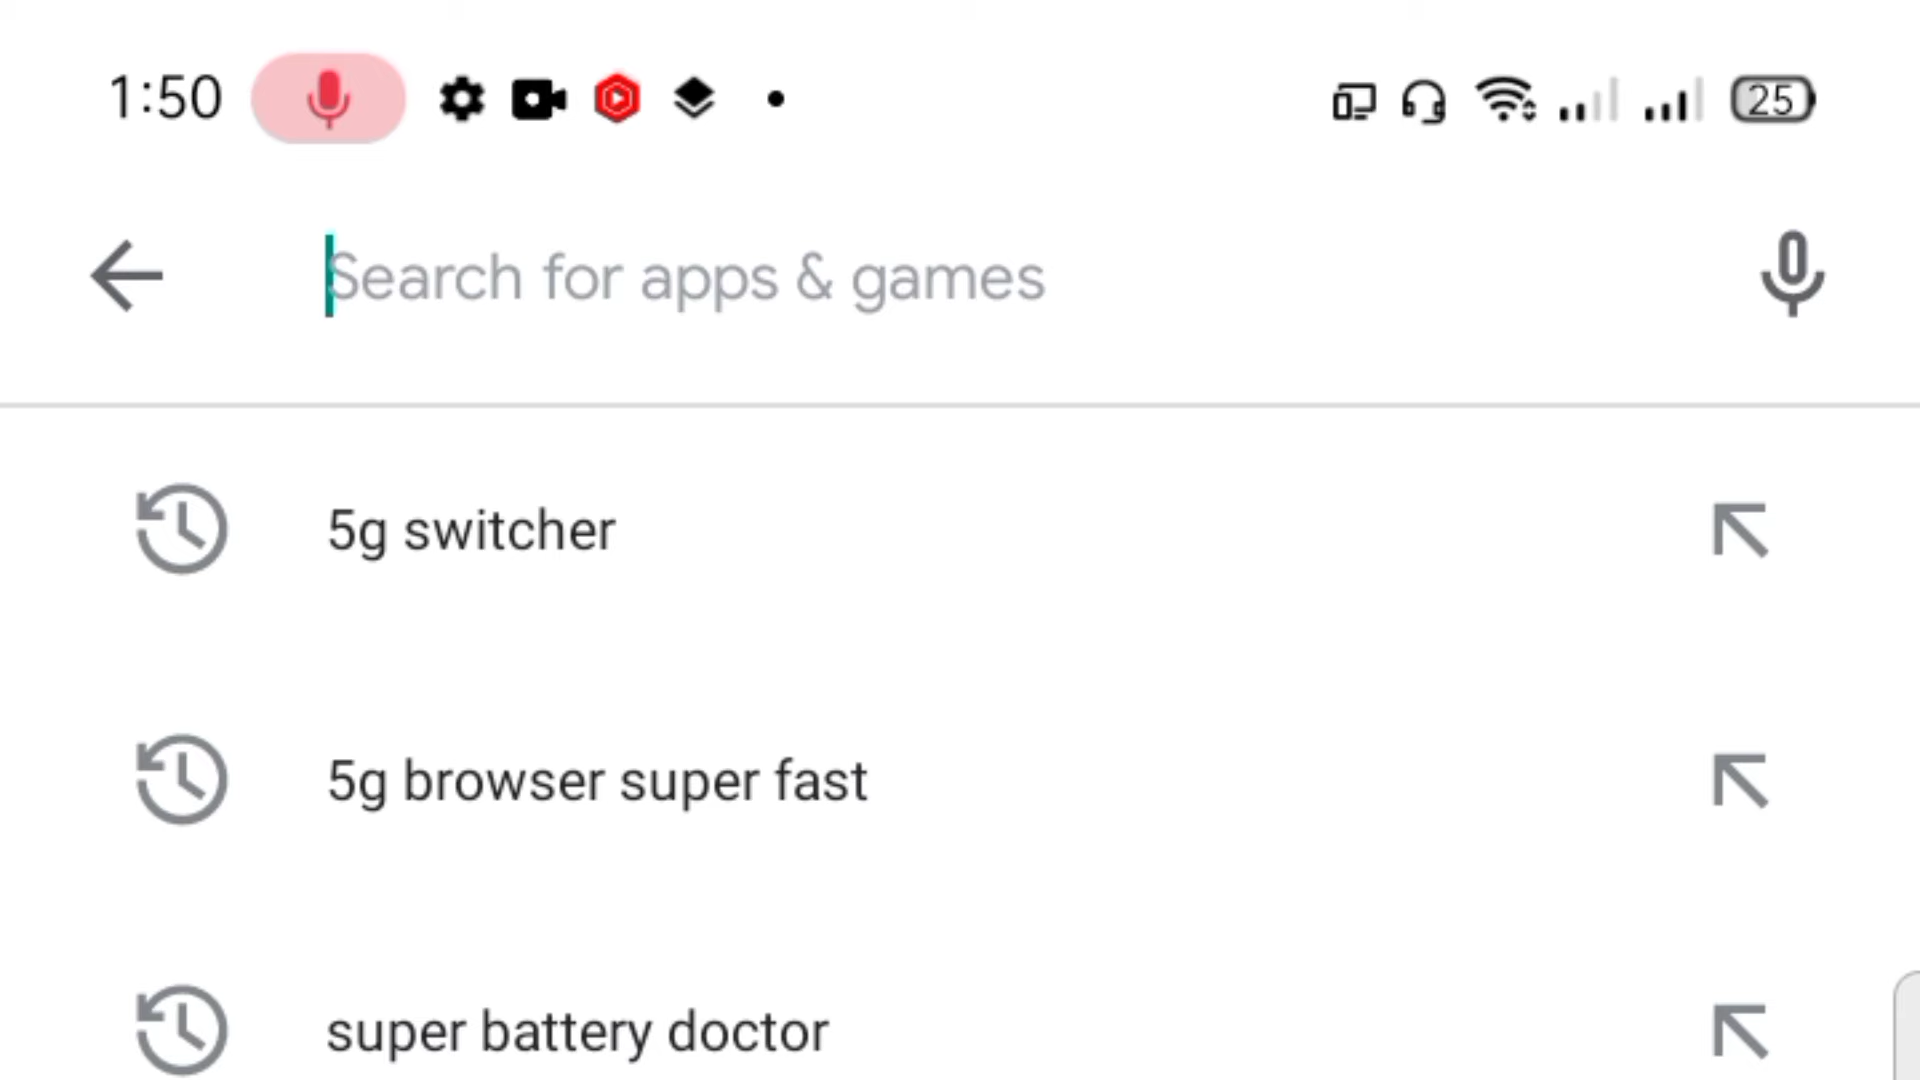 1:50
25
Search for apps & games
5g switcher
5g browser super fast
super battery doctor